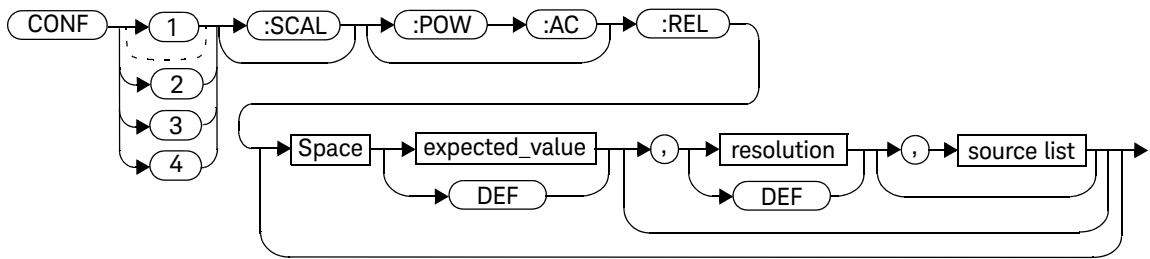 CONF 1 :SCAL :POW :AC :REL
2
3
4
Space expected_value , resolution , source list
DEF DEF